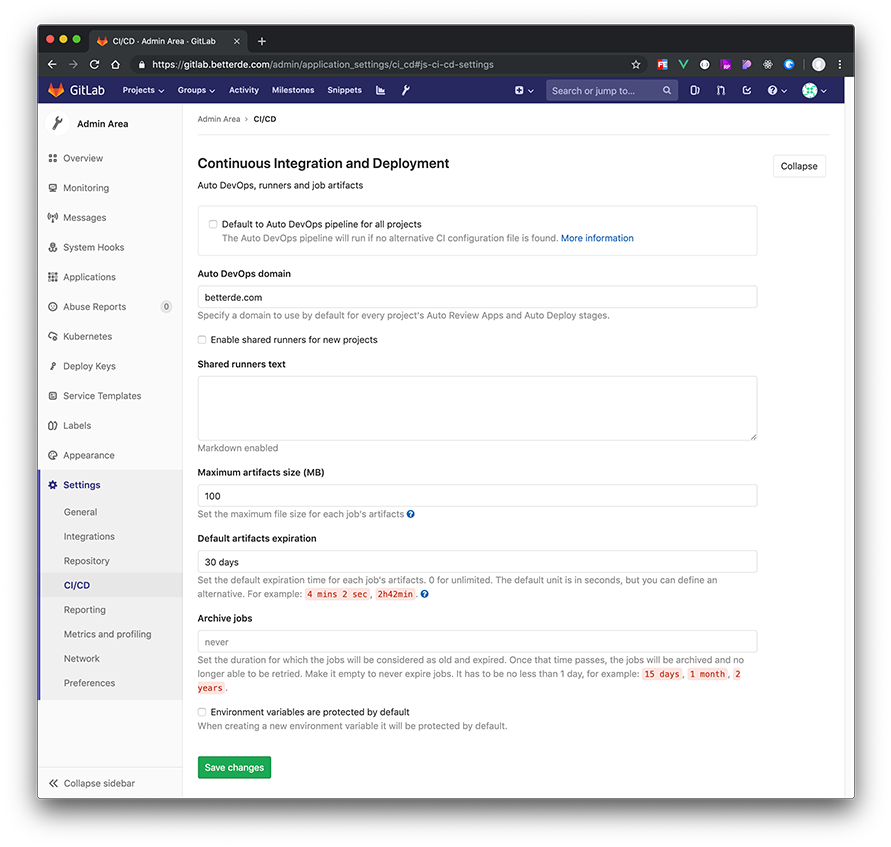 CI/CD · Admin Area · GitLab
https://gitlab.betterde.com/admin/application_settings/ci_cd#js-ci-cd-settings
GitLab Projects Groups Activity Milestones Snippets Search or jump to...
Admin Area
Overview
Monitoring
Messages
System Hooks
Applications
Abuse Reports 0
Kubernetes
Deploy Keys
Service Templates
Labels
Appearance
Settings
General
Integrations
Repository
CI/CD
Reporting
Metrics and profiling
Network
Preferences
Collapse sidebar
Admin Area › CI/CD
Continuous Integration and Deployment
Collapse
Auto DevOps, runners and job artifacts
Default to Auto DevOps pipeline for all projects
The Auto DevOps pipeline will run if no alternative CI configuration file is found. More information
Auto DevOps domain
betterde.com
Specify a domain to use by default for every project's Auto Review Apps and Auto Deploy stages.
Enable shared runners for new projects
Shared runners text
Markdown enabled
Maximum artifacts size (MB)
100
Set the maximum file size for each job's artifacts
Default artifacts expiration
30 days
Set the default expiration time for each job's artifacts. 0 for unlimited. The default unit is in seconds, but you can define an
alternative. For example: 4 mins 2 sec, 2h42min.
Archive jobs
never
Set the duration for which the jobs will be considered as old and expired. Once that time passes, the jobs will be archived and no
longer able to be retried. Make it empty to never expire jobs. It has to be no less than 1 day, for example: 15 days, 1 month, 2
years.
Environment variables are protected by default
When creating a new environment variable it will be protected by default.
Save changes